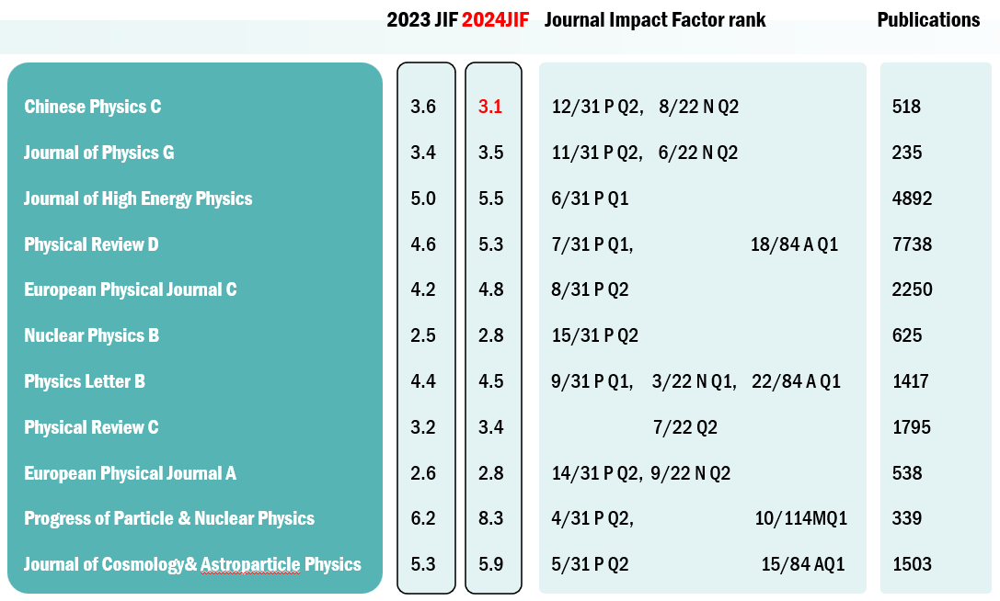 2023 JIF 2024JIF Journal Impact Factor rank Publications
Chinese Physics C 3.6 3.1 12/31 P Q2, 8/22 N Q2 518
Journal of Physics G 3.4 3.5 11/31 P Q2, 6/22 N Q2 235
Journal of High Energy Physics 5.0 5.5 6/31 P Q1 4892
Physical Review D 4.6 5.3 7/31 P Q1, 18/84 A Q1 7738
European Physical Journal C 4.2 4.8 8/31 P Q2 2250
Nuclear Physics B 2.5 2.8 15/31 P Q2 625
Physics Letter B 4.4 4.5 9/31 P Q1, 3/22 N Q1, 22/84 A Q1 1417
Physical Review C 3.2 3.4 7/22 Q2 1795
European Physical Journal A 2.6 2.8 14/31 P Q2, 9/22 N Q2 538
Progress of Particle & Nuclear Physics 6.2 8.3 4/31 P Q2, 10/114MQ1 339
Journal of Cosmology& Astroparticle Physics 5.3 5.9 5/31 P Q2 15/84 AQ1 1503